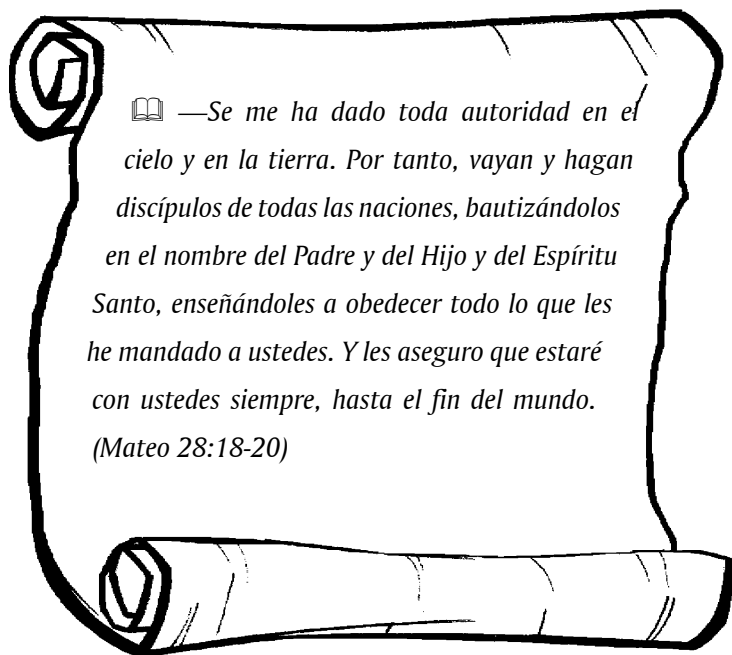 —Se me ha dado toda autoridad en el
cielo y en la tierra. Por tanto, vayan y hagan
discípulos de todas las naciones, bautizándolos
en el nombre del Padre y del Hijo y del Espíritu
Santo, enseñándoles a obedecer todo lo que les
he mandado a ustedes. Y les aseguro que estaré
con ustedes siempre, hasta el fin del mundo.
(Mateo 28:18-20)